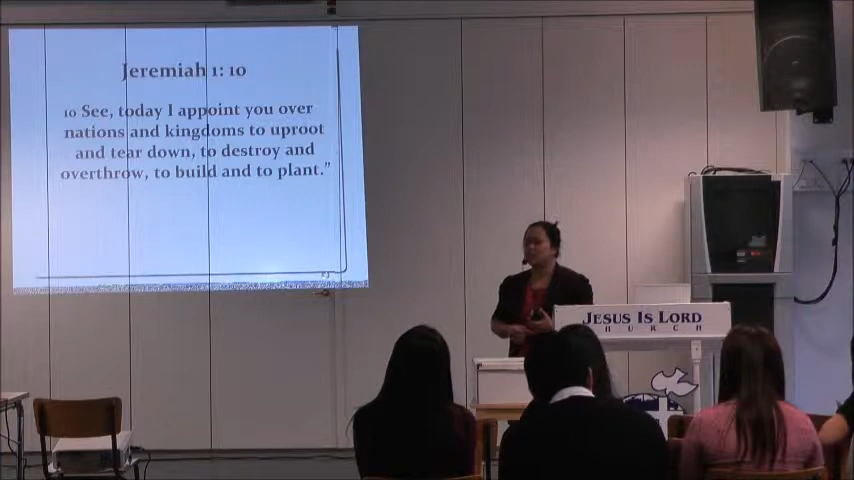 Jeremiah 1: 10
10 See, today I appoint you over
nations and kingdoms to uproot
and tear down, to destroy and
overthrow, to build and to plant.”
JESUS IS LORD
CHURCH